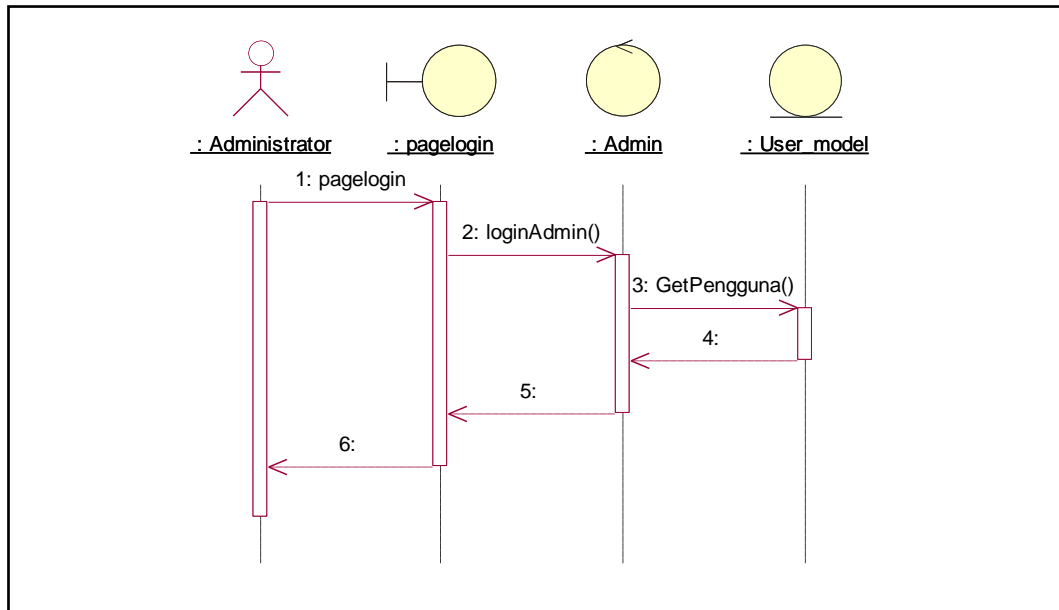 : Administrator
: pagelogin
: Admin
: User_model
1: pagelogin
2: loginAdmin()
3: GetPengguna()
4:
5:
6: